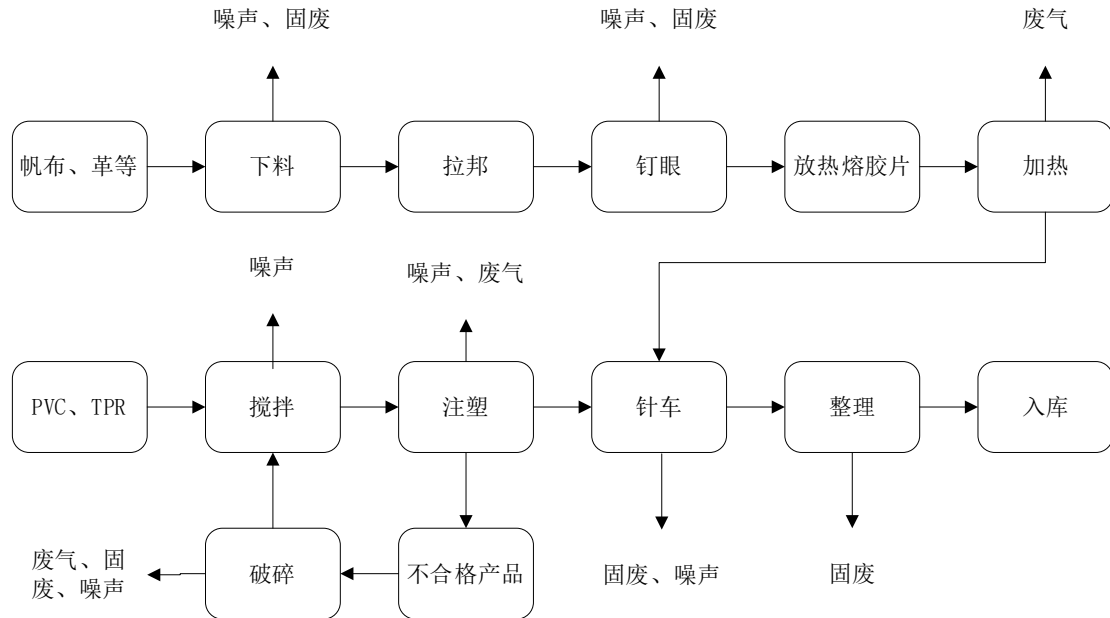 噪声、固废
噪声、固废
废气
帆布、革等
下料
拉邦
钉眼
放热熔胶片
加热
噪声
噪声、废气
PVC、TPR
搅拌
注塑
针车
整理
入库
废气、固
废、噪声
破碎
不合格产品
固废、噪声
固废